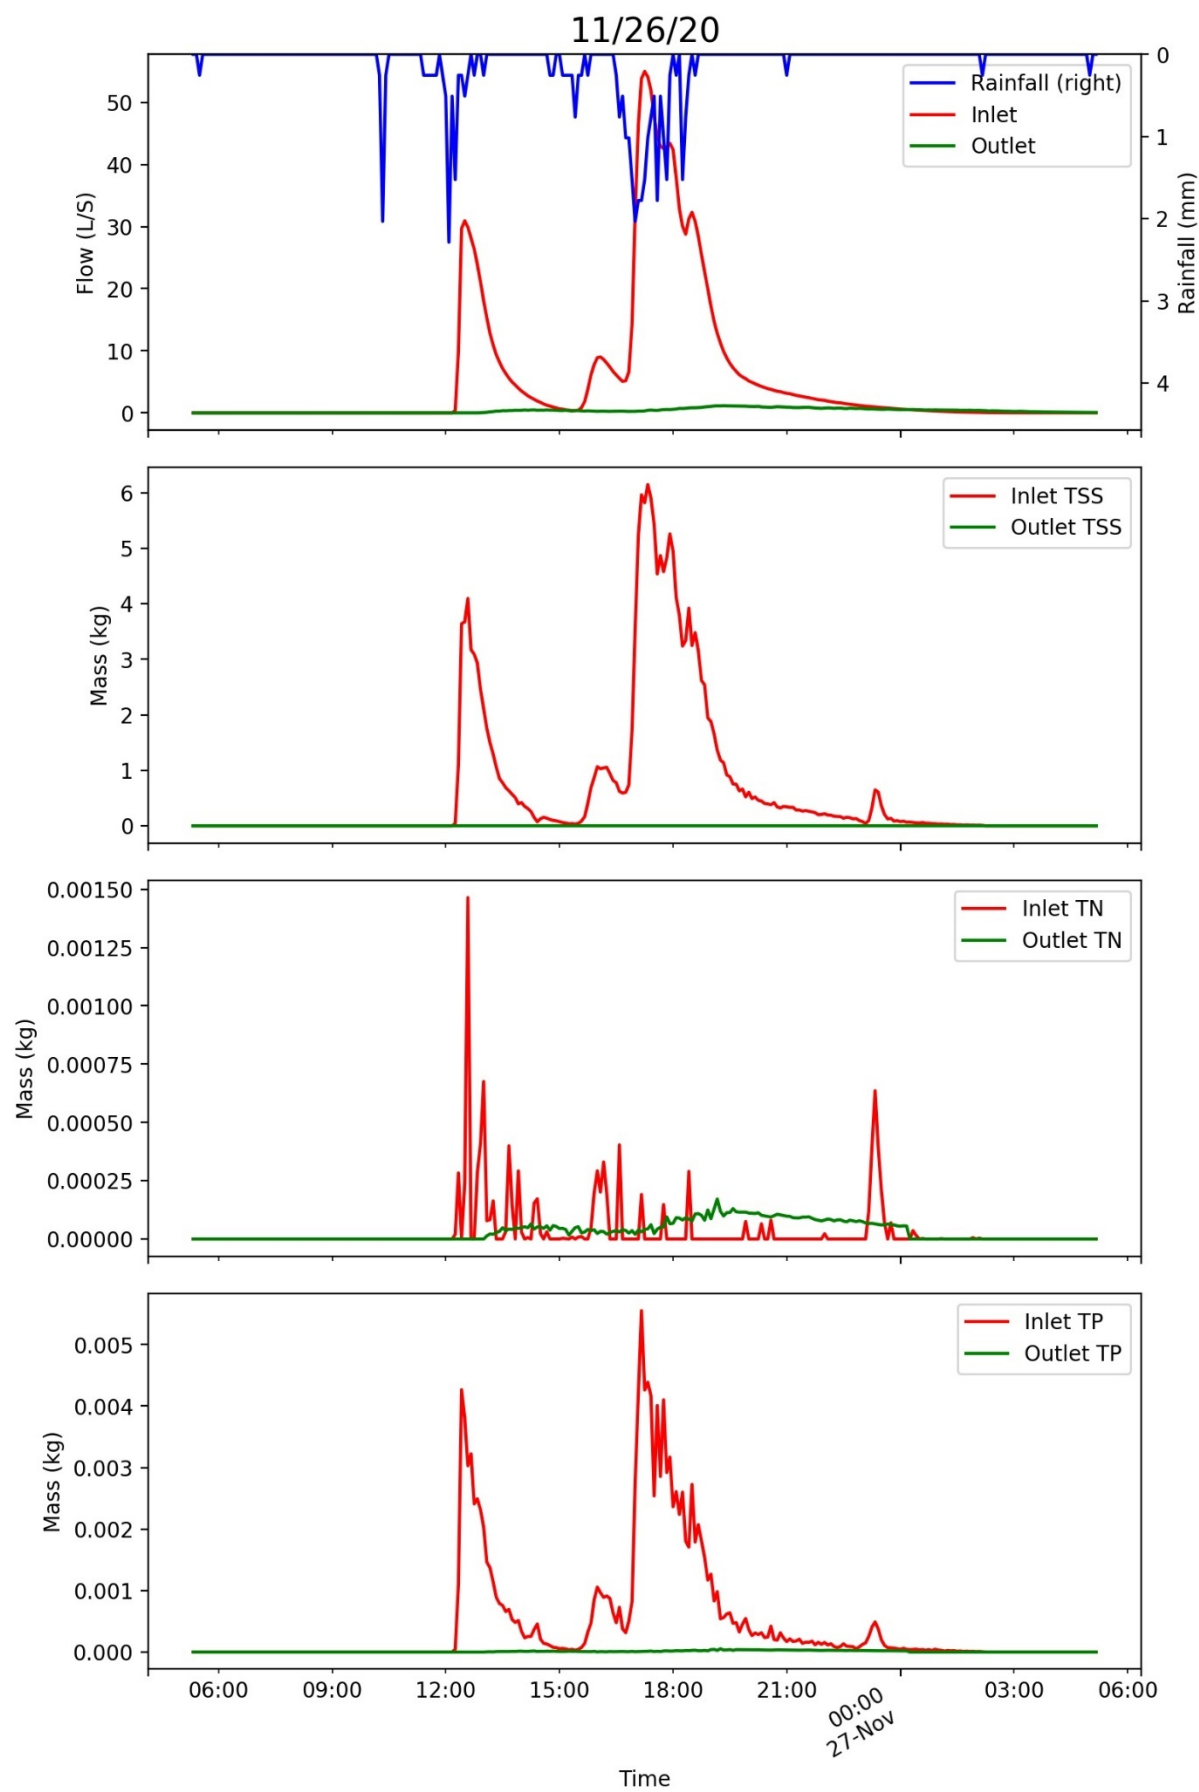 11/26/20
Flow (L/S)
50
40
30
20
10
0
Rainfall (right)
Inlet
Outlet
0
1
2
3
4
Rainfall (mm)
Mass (kg)
6
5
4
3
2
1
0
Inlet TSS
Outlet TSS
Mass (kg)
0.00150
0.00125
0.00100
0.00075
0.00050
0.00025
0.00000
Inlet TN
Outlet TN
Mass (kg)
0.005
0.004
0.003
0.002
0.001
0.000
Inlet TP
Outlet TP
06:00 09:00 12:00 15:00 18:00 21:00 00:00 03:00 06:00
27-Nov
Time